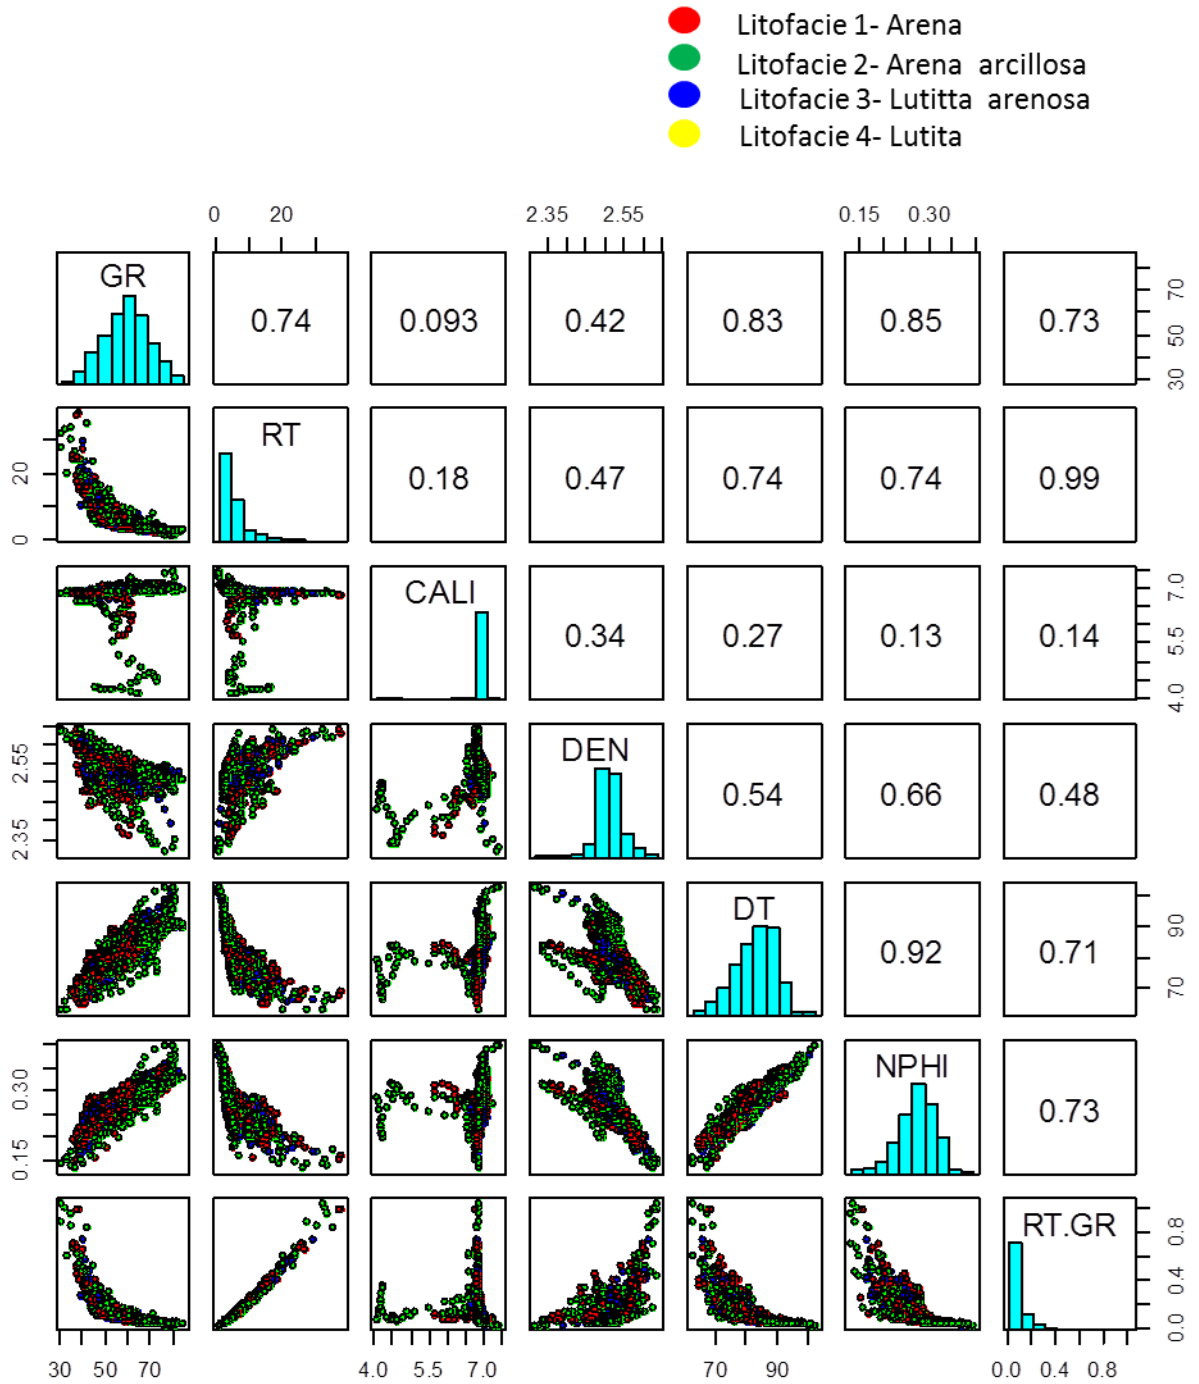 Litofacie 1- Arena
Litofacie 2- Arena arcillosa
Litofacie 3- Lutitta arenosa
Litofacie 4- Lutita
0 20 2.35 2.55 0.15 0.30
GR 0.74 0.093 0.42 0.83 0.85 0.73 30 50 70
0 20 RT 0.18 0.47 0.74 0.74 0.99
CALI 0.34 0.27 0.13 0.14 4.0 5.5 7.0
2.35 2.55 DEN 0.54 0.66 0.48
DT 0.92 0.71 70 90
0.15 0.30 NPHI 0.73
RT.GR 0.0 0.4 0.8
30 50 70 4.0 5.5 7.0 70 90 0.0 0.4 0.8